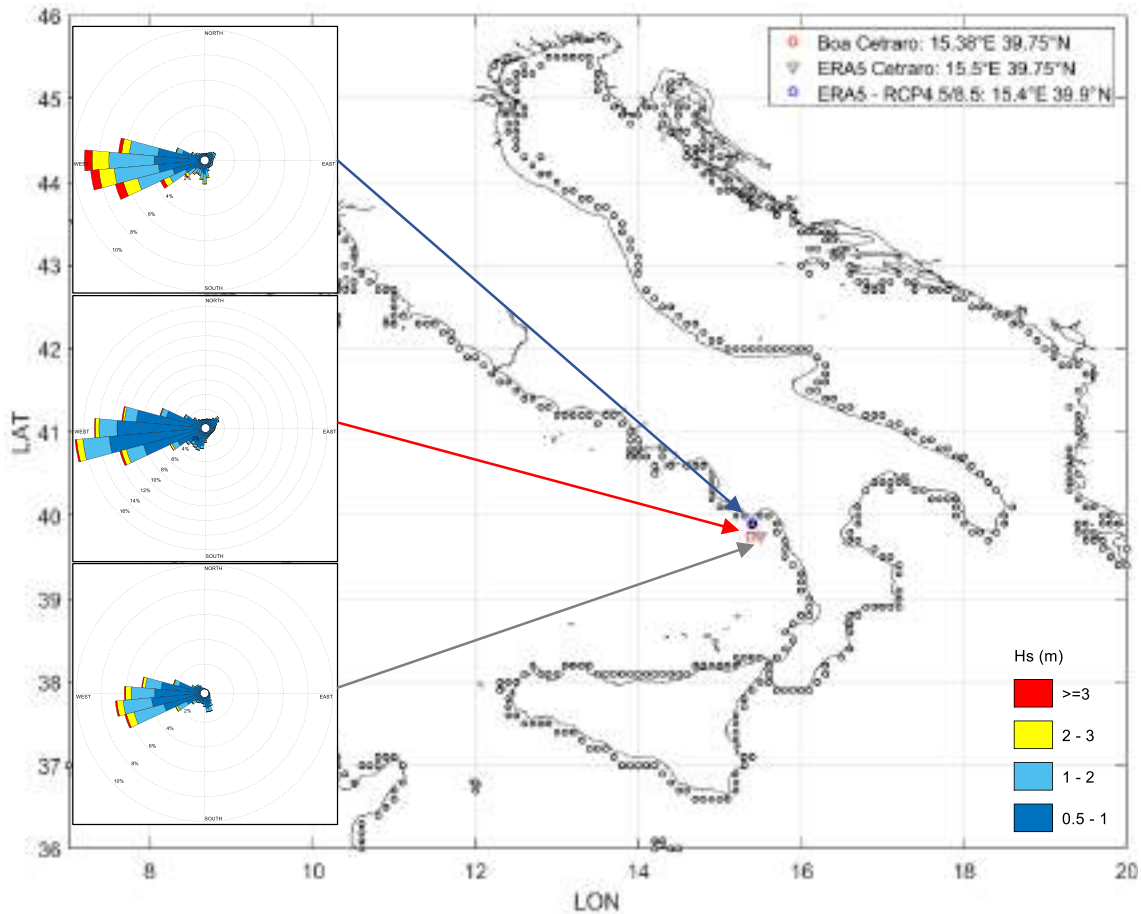 46
45
44
43
42
41
40
39
38
37
36
LAT
8
10
12
14
16
18
20
LON
Boa Cetraro: 15.38°E 39.75°N
ERA5 Cetraro: 15.5°E 39.75°N
ERA5 - RCP4.5/8.5: 15.4°E 39.9°N
NORTH
WEST
EAST
2%
4%
6%
8%
10%
SOUTH
NORTH
WEST
EAST
4%
6%
8%
10%
12%
14%
16%
SOUTH
NORTH
WEST
EAST
2%
4%
6%
8%
10%
SOUTH
Hs (m)
>=3
2 - 3
1 - 2
0.5 - 1